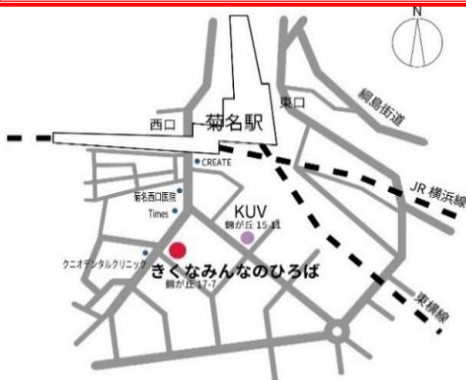 N
綱島街道
東口
西口
菊名駅
CREATE
JR 横浜線
菊名西口医院
Times
KUV
錦が丘 15-11
クニオデンタルクリニック
きくなみんなのひろば
錦が丘 17-7
東横線